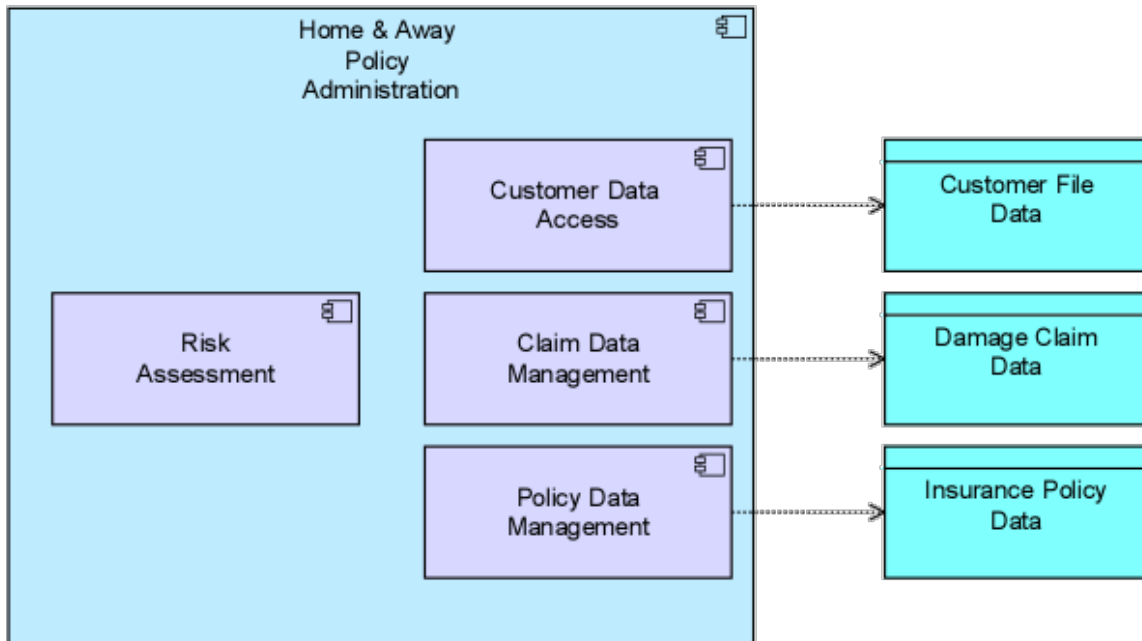 Home & Away
Policy
Administration
Customer Data
Access
Customer File
Data
Risk
Assessment
Claim Data
Management
Damage Claim
Data
Policy Data
Management
Insurance Policy
Data